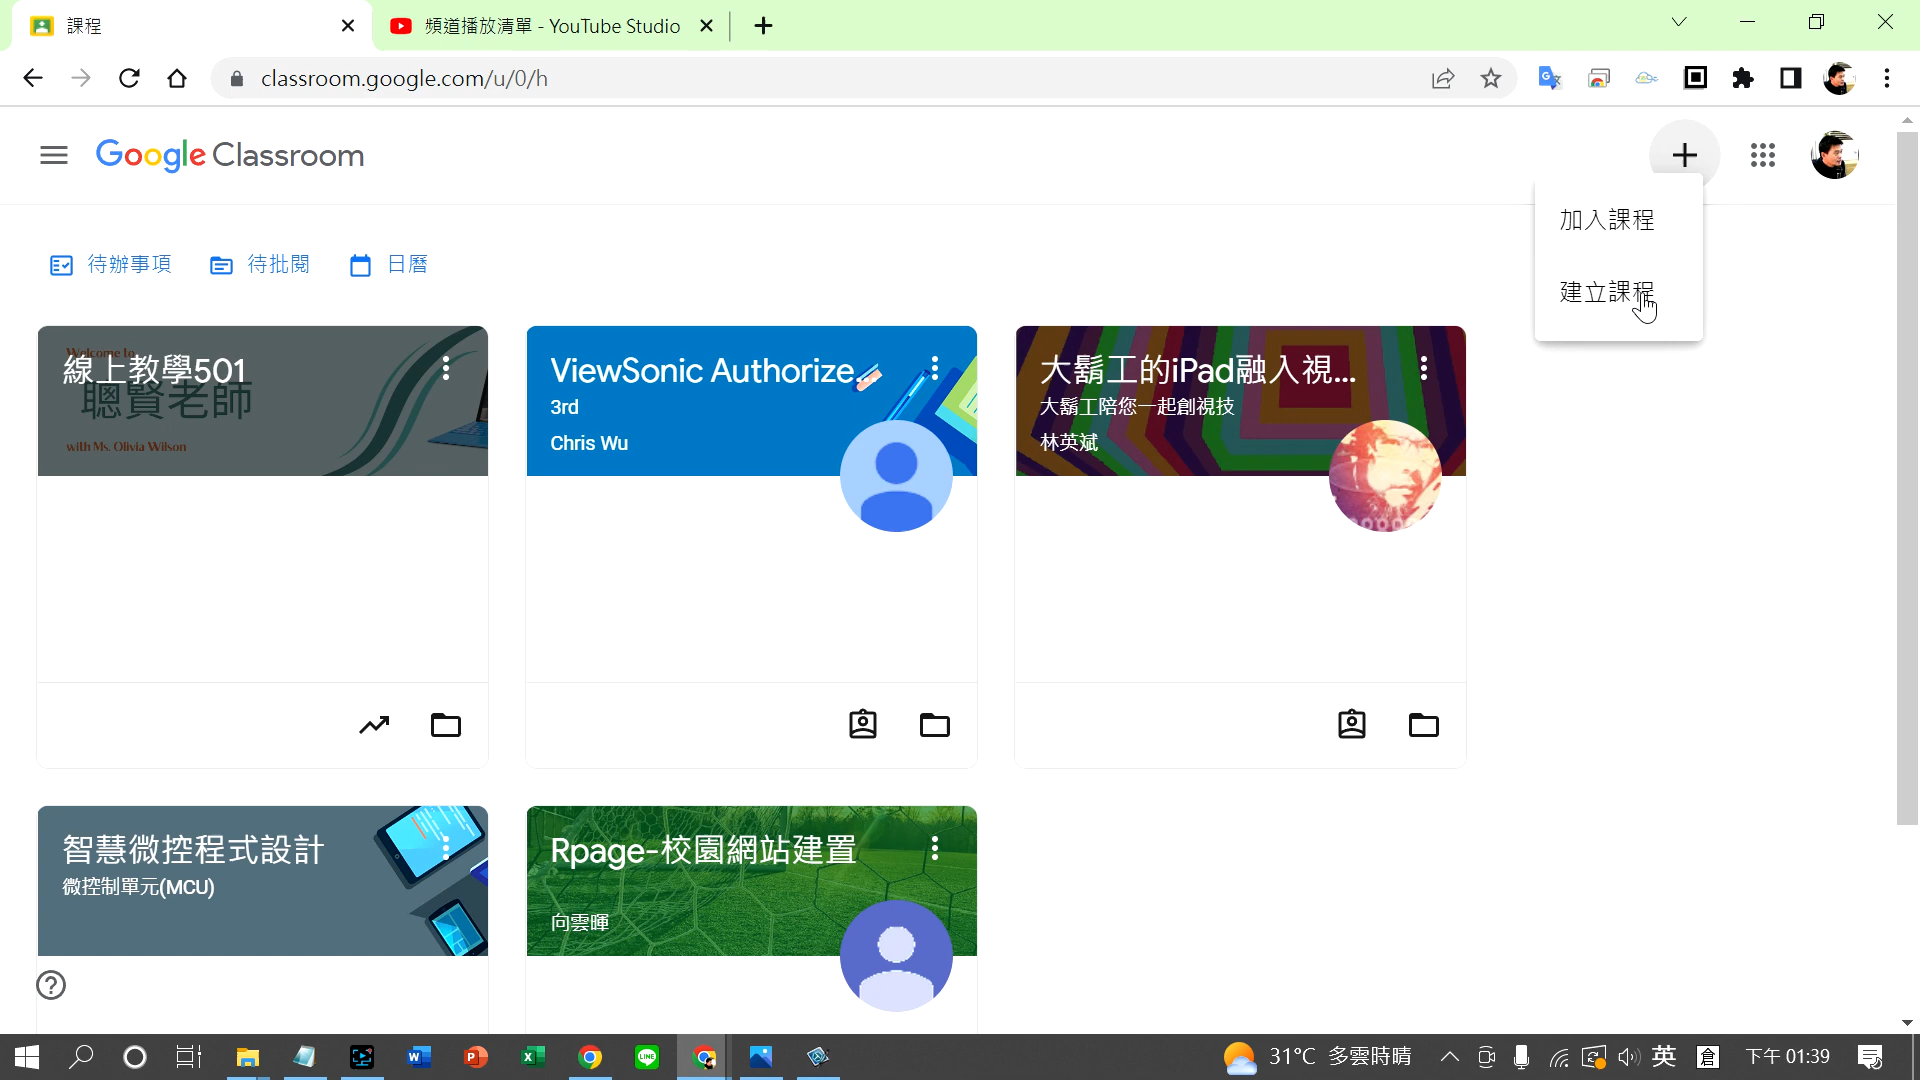 課程
頻道播放清單 - YouTube Studio
classroom.google.com/u/0/h
Google Classroom
加入課程
建立課程
待辦事項
待批閱
日曆
Welcome to
線上教學501
聰賢老師
with Ms. Olivia Wilson
ViewSonic Authorize...
3rd
Chris Wu
大鬍工的iPad融入視...
大鬍工陪您一起創視技
林英斌
智慧微控程式設計
微控制單元(MCU)
Rpage-校園網站建置
向雲暉
31°C 多雲時晴
英
倉
下午 01:39